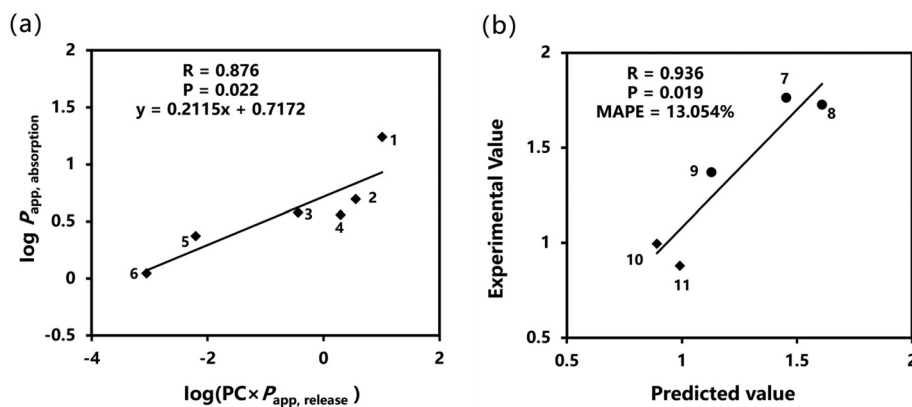 (a)
2
1.5
1
0.5
0
-0.5
-4
-2
0
2
R = 0.876
P = 0.022
y = 0.2115x + 0.7172
1
2
3
4
5
6
log Papp, absorption
log(PC×Papp, release )
(b)
2
1.5
1
0.5
0.5
1
1.5
2
R = 0.936
P = 0.019
MAPE = 13.054%
7
8
9
10
11
Experimental Value
Predicted value